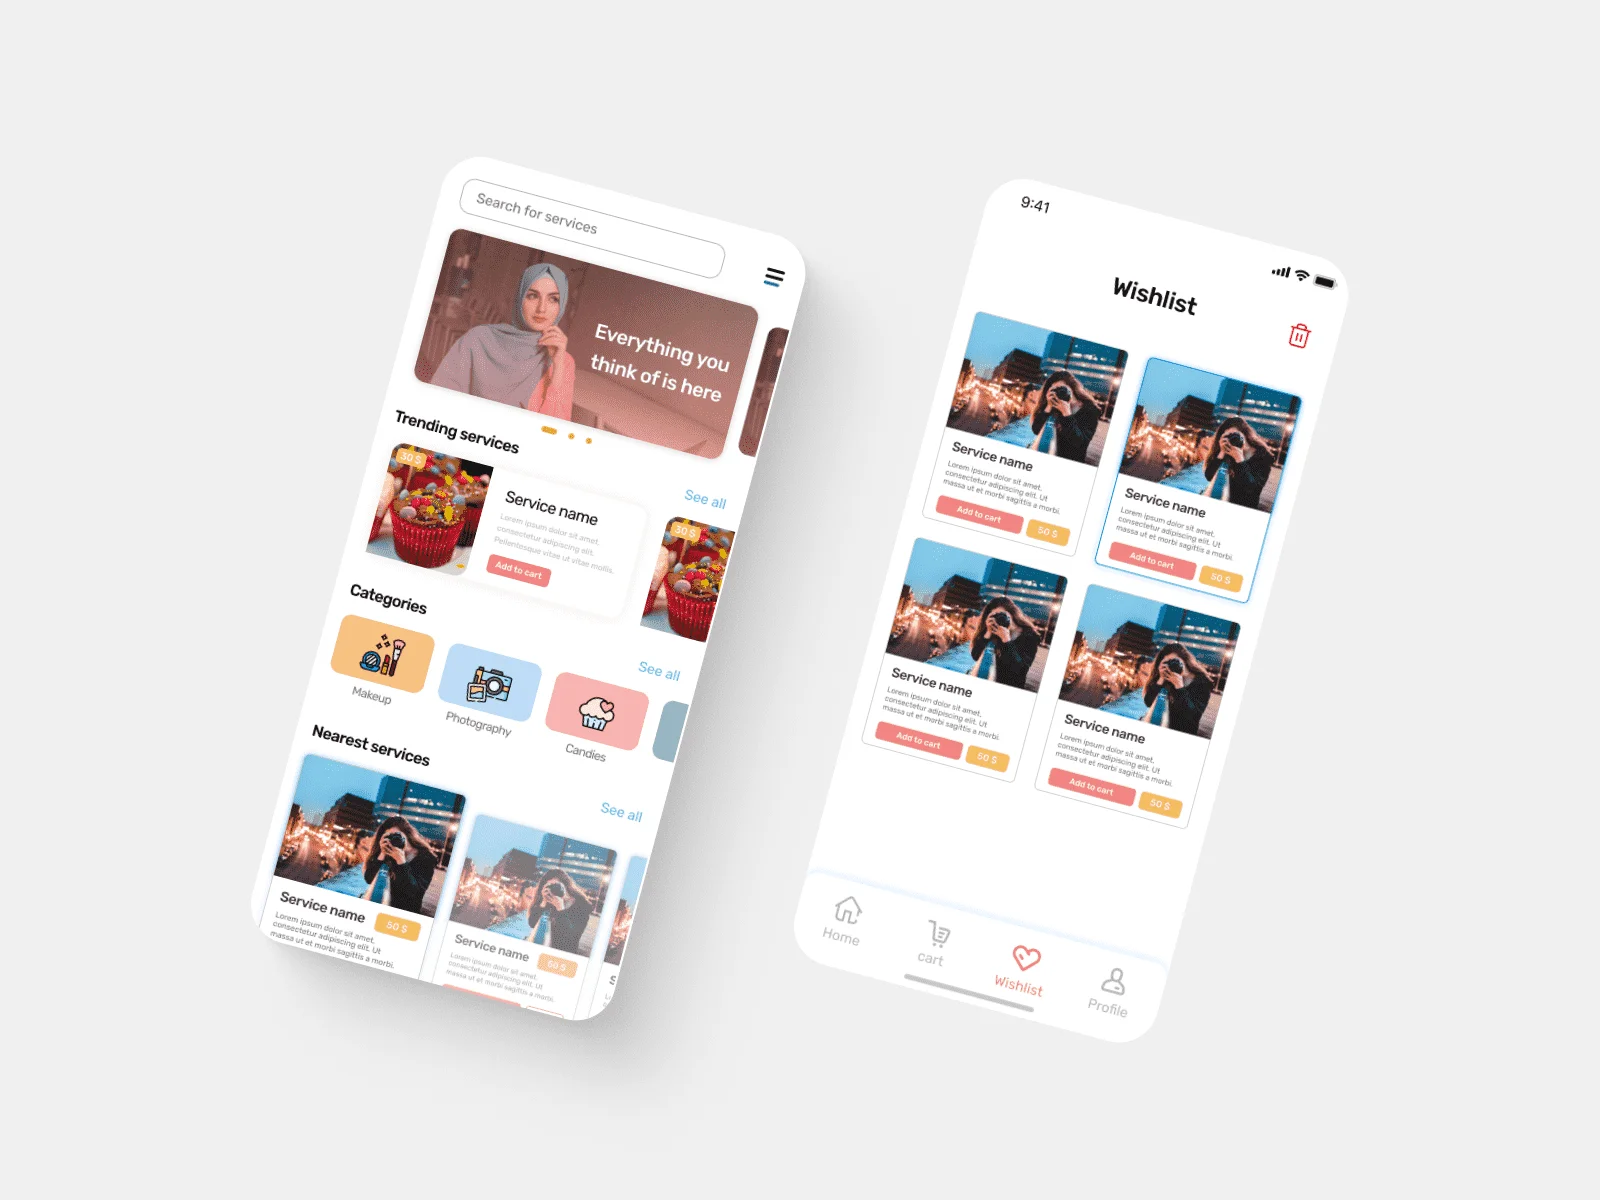 Search for services
Everything you
think of is here
Trending services
See all
30 $
Service name
Lorem ipsum dolor sit amet,
consectetur adipiscing elit.
Pellentesque vitae ut vitae mollis.
Add to cart
30 $
Categories
See all
Makeup
Photography
Candies
Nearest services
See all
Service name
50 $
Lorem ipsum dolor sit amet,
consectetur adipiscing elit. Ut
massa ut et morbi sagittis a morbi.
Service name
50 $
Lorem ipsum dolor sit amet,
consectetur adipiscing elit. Ut
massa ut et morbi sagittis a morbi.
S
9:41
Wishlist
Service name
Lorem ipsum dolor sit amet,
consectetur adipiscing elit. Ut
massa ut et morbi sagittis a morbi.
Add to cart
50 $
Service name
Lorem ipsum dolor sit amet,
consectetur adipiscing elit. Ut
massa ut et morbi sagittis a morbi.
Add to cart
50 $
Service name
Lorem ipsum dolor sit amet,
consectetur adipiscing elit. Ut
massa ut et morbi sagittis a morbi.
Add to cart
50 $
Service name
Lorem ipsum dolor sit amet,
consectetur adipiscing elit. Ut
massa ut et morbi sagittis a morbi.
Add to cart
50 $
Home
cart
Wishlist
Profile